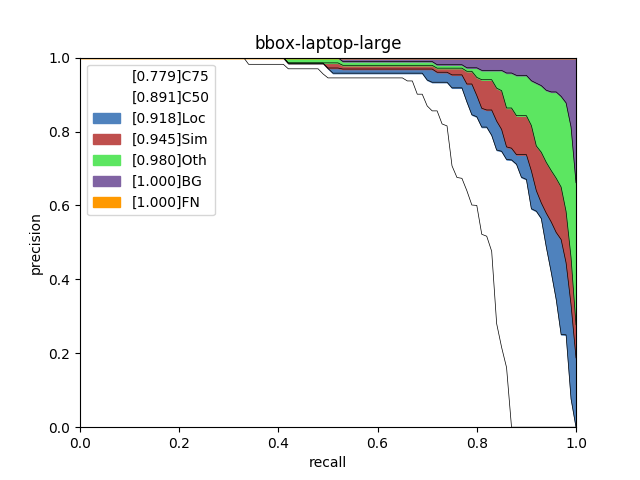 bbox-laptop-large
[0.779]C75
[0.891]C50
[0.918]Loc
[0.945]Sim
[0.980]Oth
[1.000]BG
[1.000]FN
precision
1.0
0.8
0.6
0.4
0.2
0.0
0.0 0.2 0.4 0.6 0.8 1.0
recall